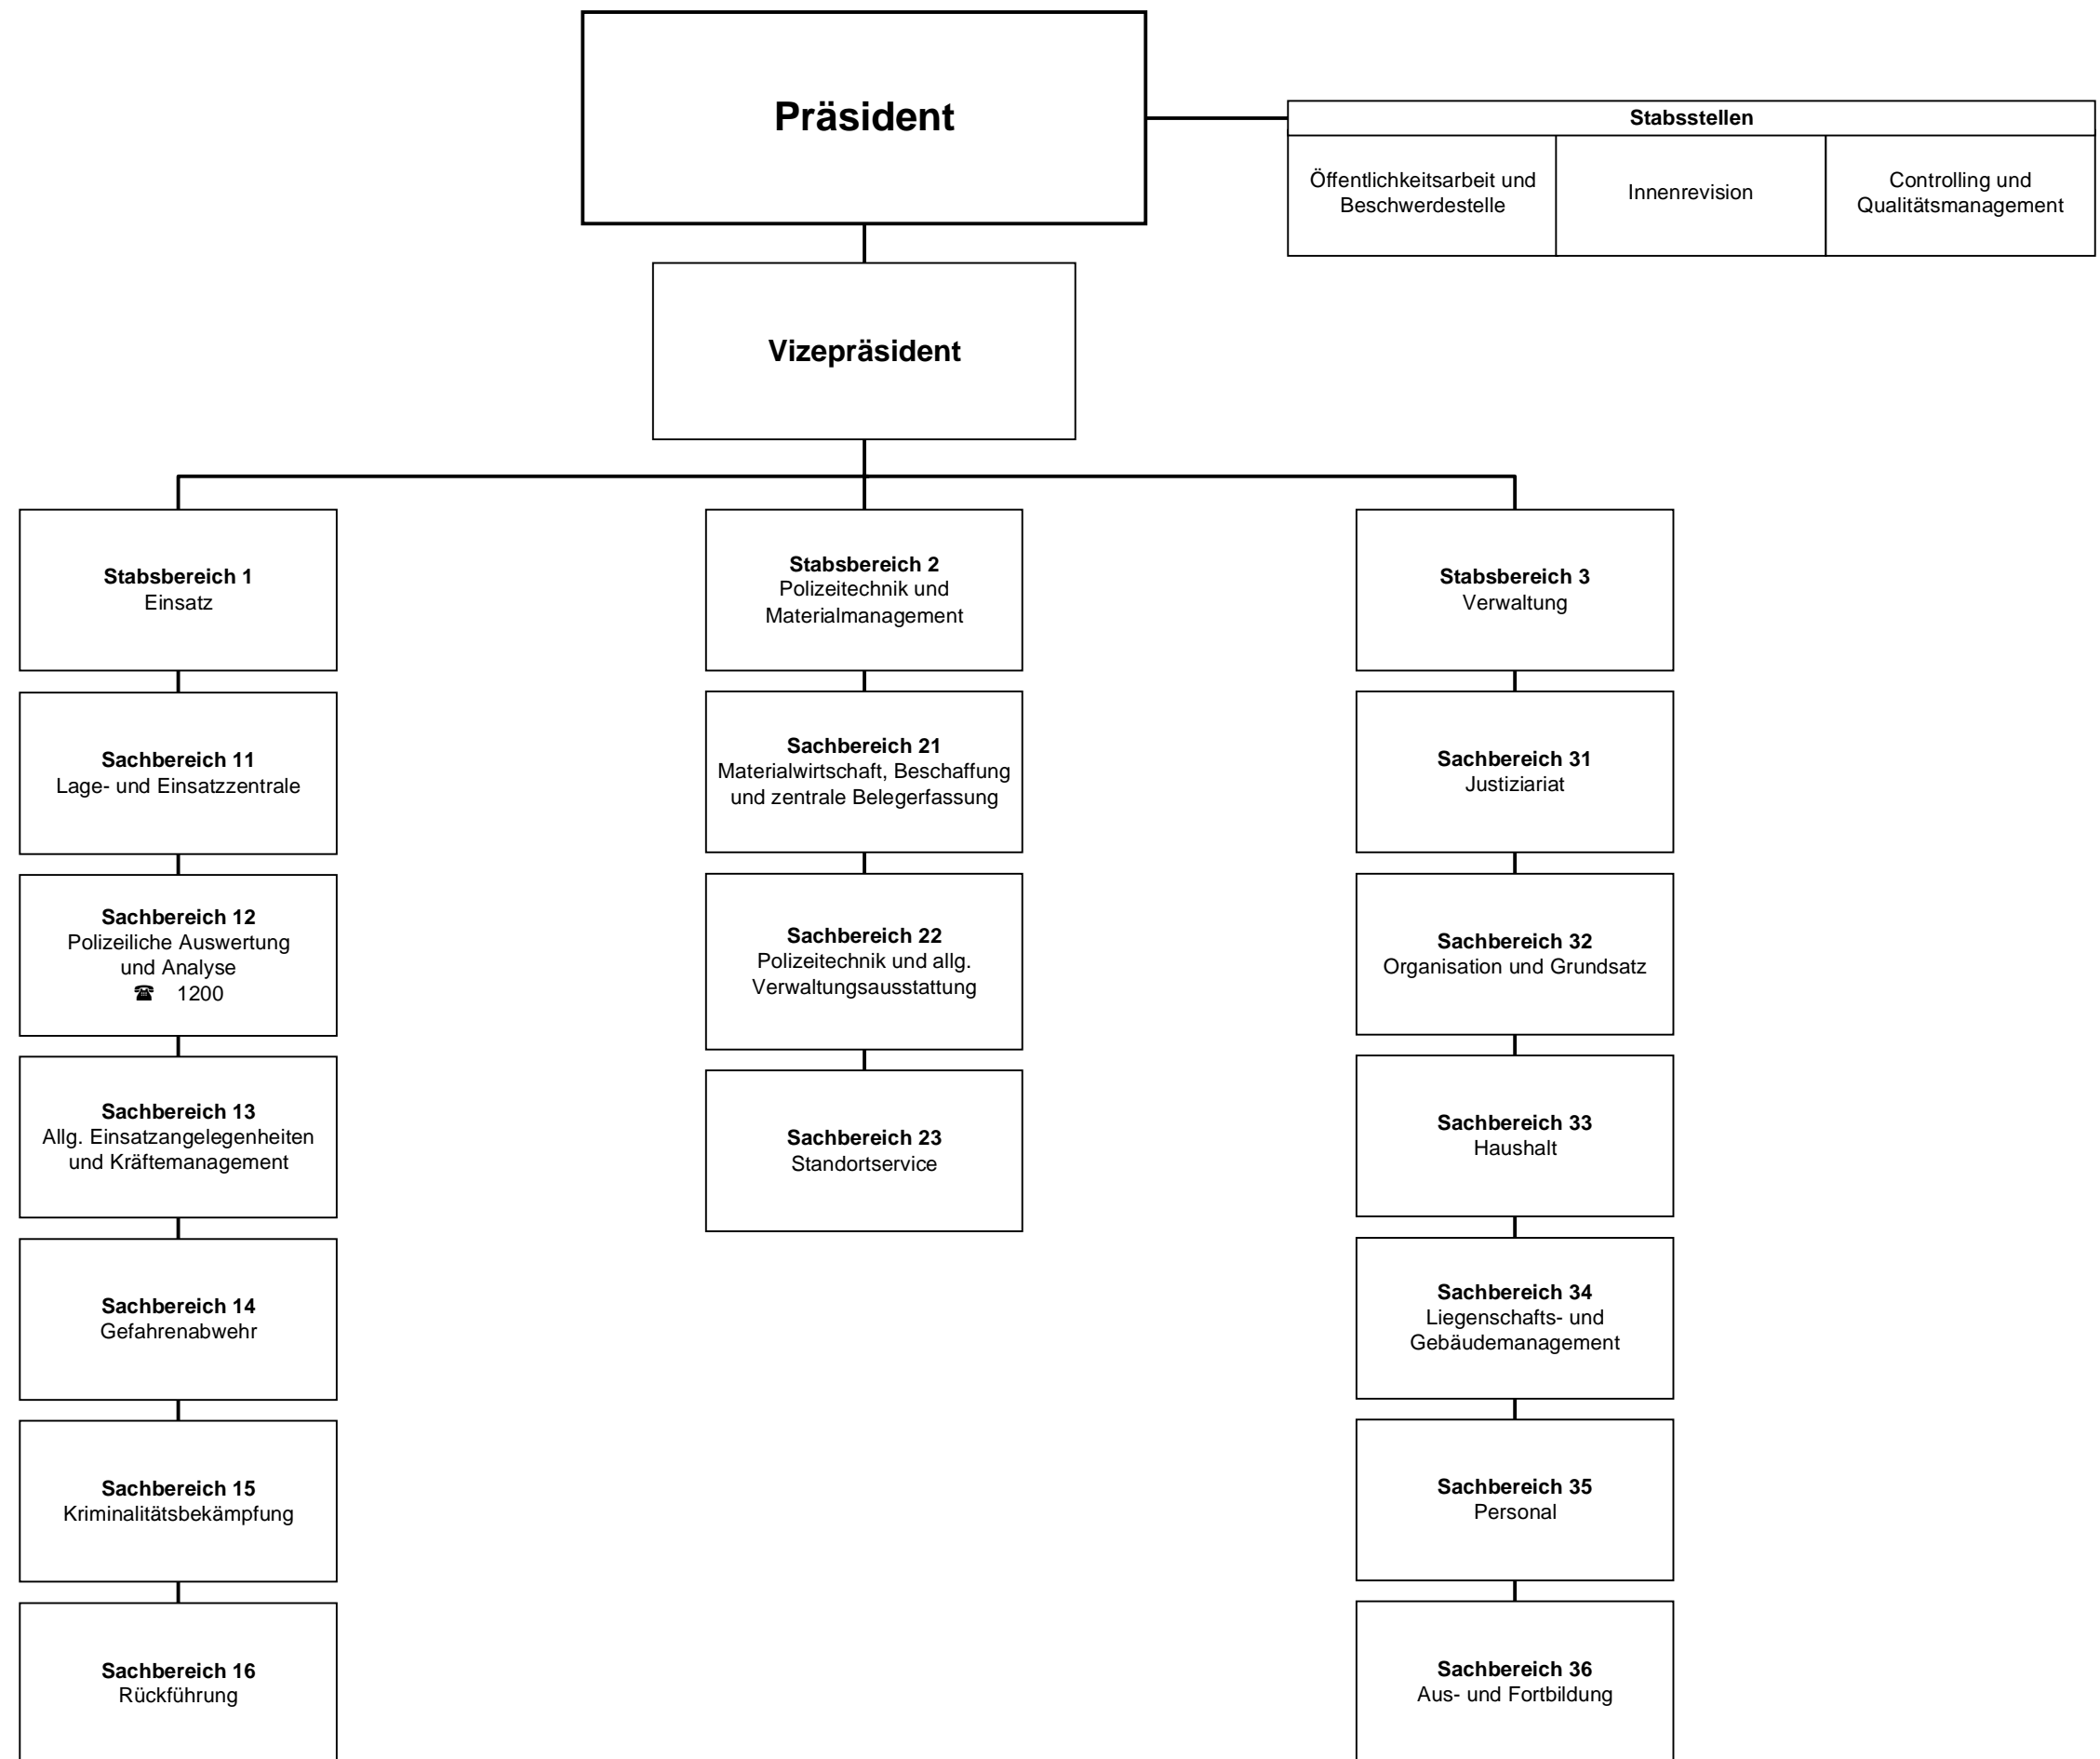 Präsident
Stabsstellen
Öffentlichkeitsarbeit und
Beschwerdestelle
Innenrevision
Controlling und
Qualitätsmanagement
Vizepräsident
Stabsbereich 1
Einsatz
Sachbereich 11
Lage- und Einsatzzentrale
Sachbereich 12
Polizeiliche Auswertung
und Analyse
☎ 1200
Sachbereich 13
Allg. Einsatzangelegenheiten
und Kräftemanagement
Sachbereich 14
Gefahrenabwehr
Sachbereich 15
Kriminalitätsbekämpfung
Sachbereich 16
Rückführung
Stabsbereich 2
Polizeitechnik und
Materialmanagement
Sachbereich 21
Materialwirtschaft, Beschaffung
und zentrale Belegerfassung
Sachbereich 22
Polizeitechnik und allg.
Verwaltungsausstattung
Sachbereich 23
Standortservice
Stabsbereich 3
Verwaltung
Sachbereich 31
Justiziariat
Sachbereich 32
Organisation und Grundsatz
Sachbereich 33
Haushalt
Sachbereich 34
Liegenschafts- und
Gebäudemanagement
Sachbereich 35
Personal
Sachbereich 36
Aus- und Fortbildung